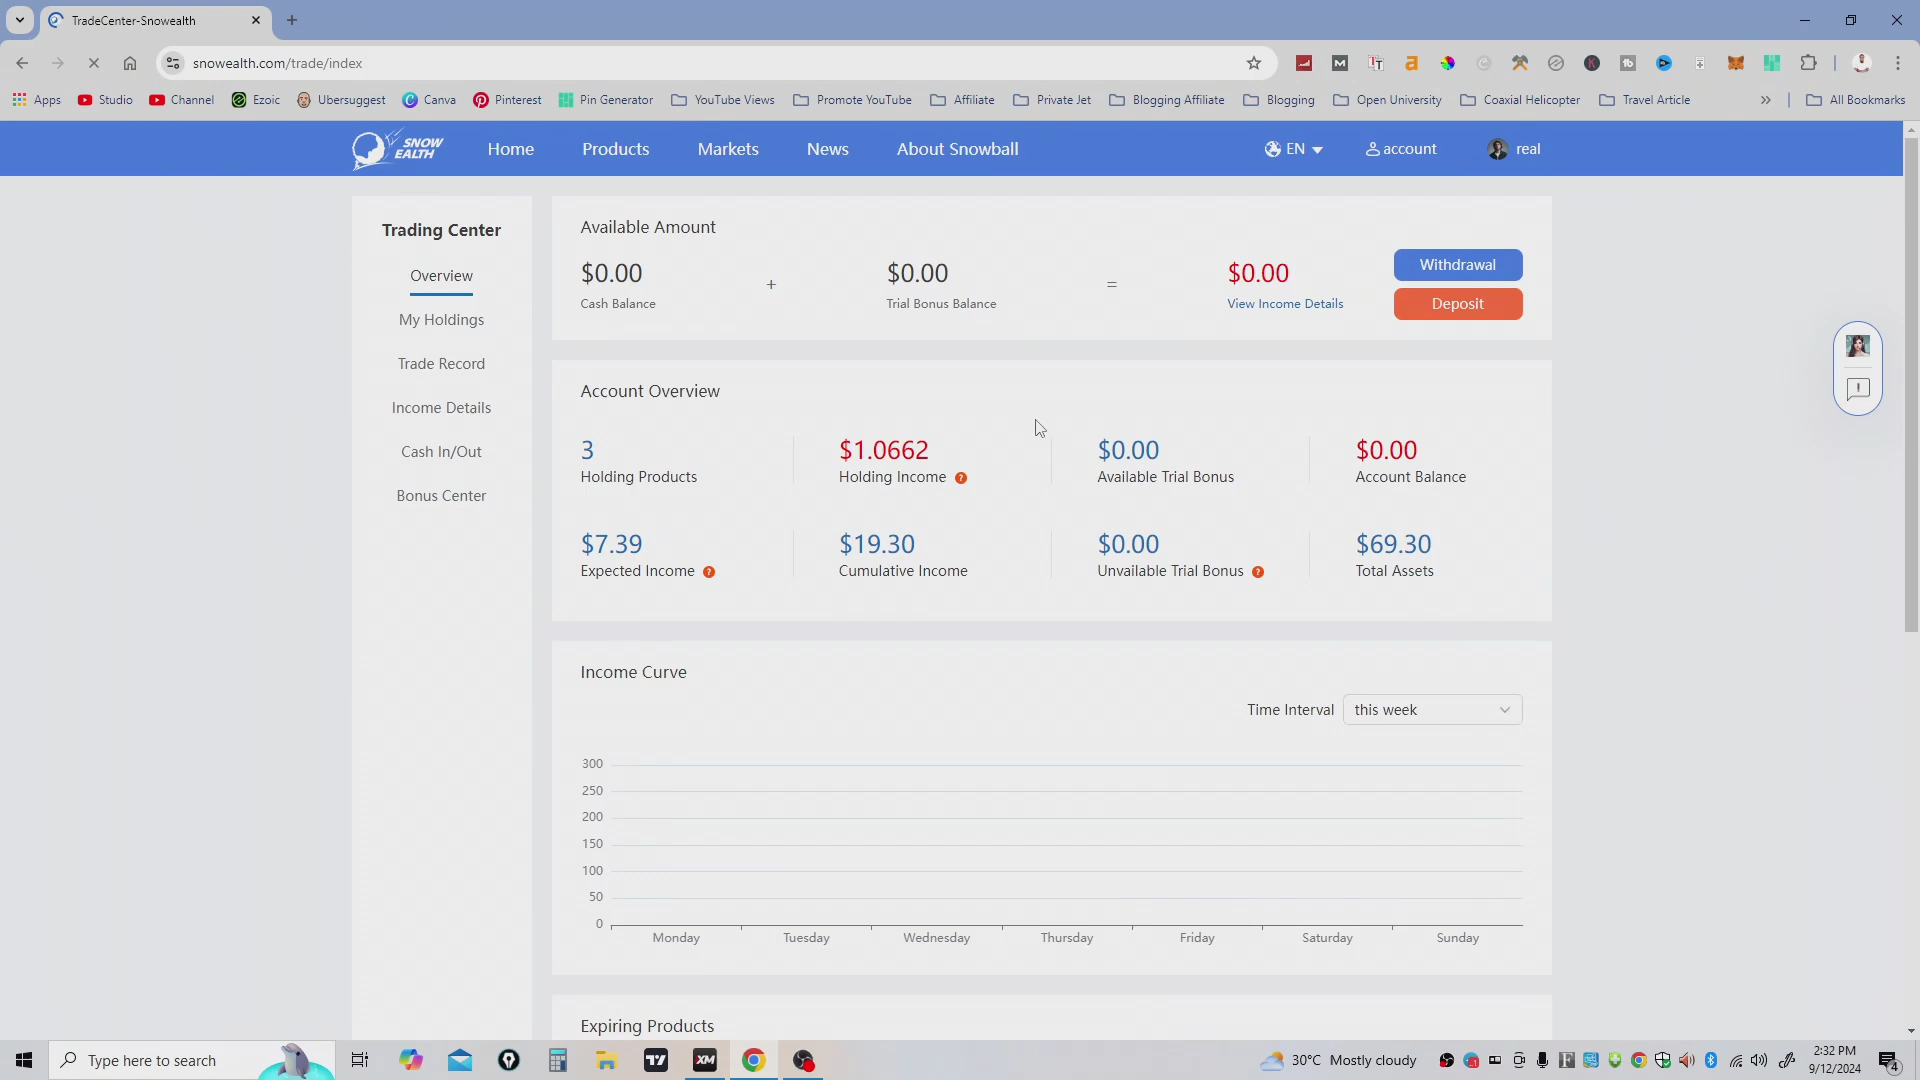 TradeCenter-Snowealth
snowealth.com/trade/index
Apps
Studio
Channel
Ezoic
Ubersuggest
Canva
Pinterest
Pin Generator
YouTube Views
Promote YouTube
Affiliate
Private Jet
Blogging Affiliate
Blogging
Open University
Coaxial Helicopter
Travel Article
»
All Bookmarks
SNOW
EALTH
Home
Products
Markets
News
About Snowball
EN
account
real
Trading Center
Overview
My Holdings
Trade Record
Income Details
Cash In/Out
Bonus Center
Available Amount
$0.00
Cash Balance
+
$0.00
Trial Bonus Balance
=
$0.00
View Income Details
Withdrawal
Deposit
Account Overview
3
Holding Products
$1.0662
Holding Income ?
$0.00
Available Trial Bonus
$0.00
Account Balance
$7.39
Expected Income ?
$19.30
Cumulative Income
$0.00
Unvailable Trial Bonus ?
$69.30
Total Assets
Income Curve
Time Interval
this week
300
250
200
150
100
50
0
Monday
Tuesday
Wednesday
Thursday
Friday
Saturday
Sunday
Expiring Products
Type here to search
XM
30°C Mostly cloudy
2:32 PM
9/12/2024
4